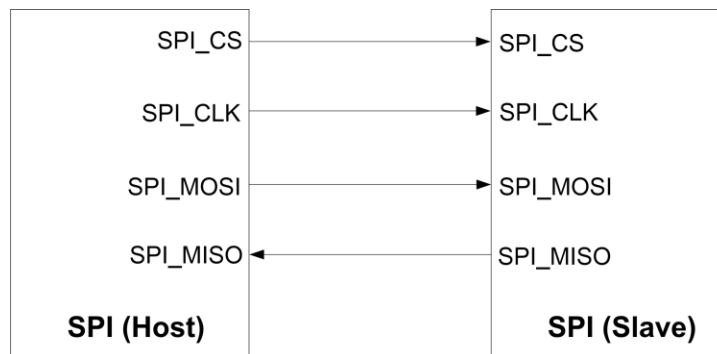 SPI_CS SPI_CS
SPI_CLK SPI_CLK
SPI_MOSI SPI_MOSI
SPI_MISO SPI_MISO
SPI (Host) SPI (Slave)